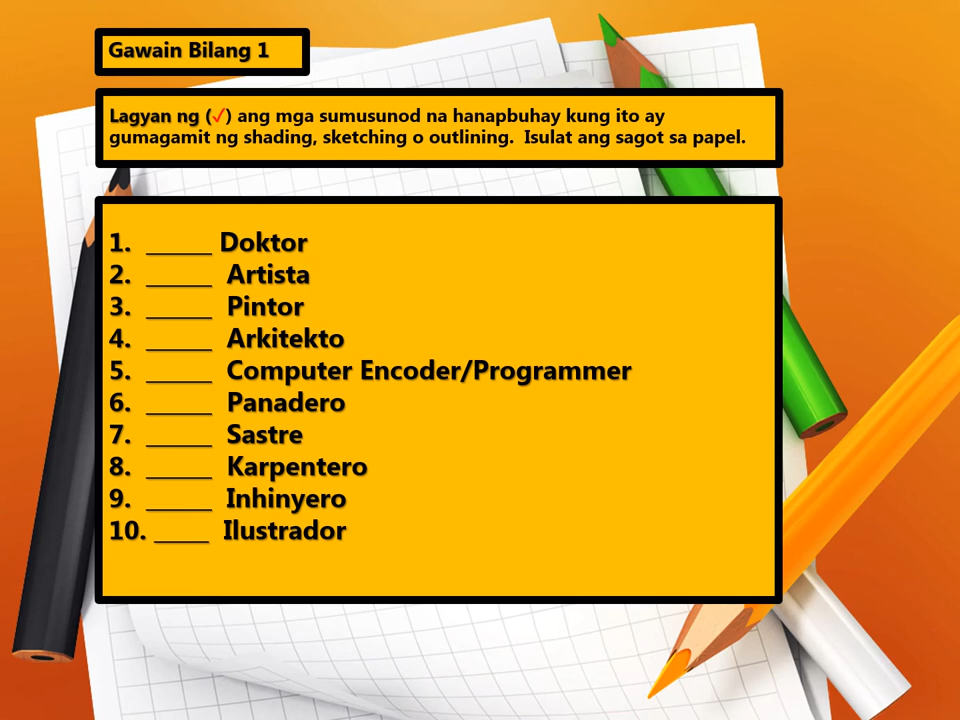 Gawain Bilang 1
Lagyan ng (✓) ang mga sumusunod na hanapbuhay kung ito ay
gumagamit ng shading, sketching o outlining. Isulat ang sagot sa papel.
1. _____ Doktor
2. _____ Artista
3. _____ Pintor
4. _____ Arkitekto
5. _____ Computer Encoder/Programmer
6. _____ Panadero
7. _____ Sastre
8. _____ Karpentero
9. _____ Inhinyero
10. ____ Ilustrador